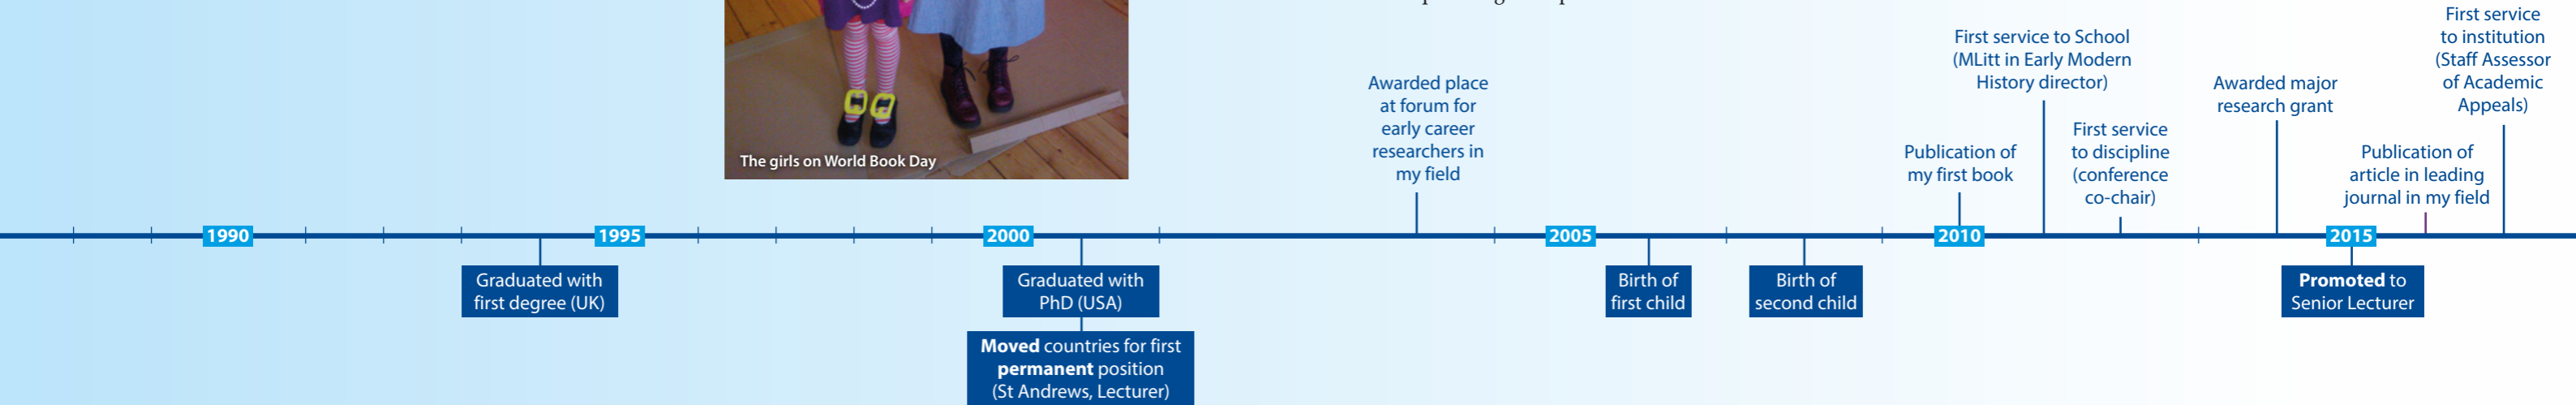 The girls on World Book Day
Awarded place
at forum for
early career
researchers in
my field
Publication of
my first book
First service to School
(MLitt in Early Modern
History director)
First service
to discipline
(conference
co-chair)
Awarded major
research grant
Publication of
article in leading
journal in my field
First service
to institution
(Staff Assessor
of Academic
Appeals)
1990
1995
2000
2005
2010
2015
Graduated with
first degree (UK)
Graduated with
PhD (USA)
Moved countries for first
permanent position
(St Andrews, Lecturer)
Birth of
first child
Birth of
second child
Promoted to
Senior Lecturer